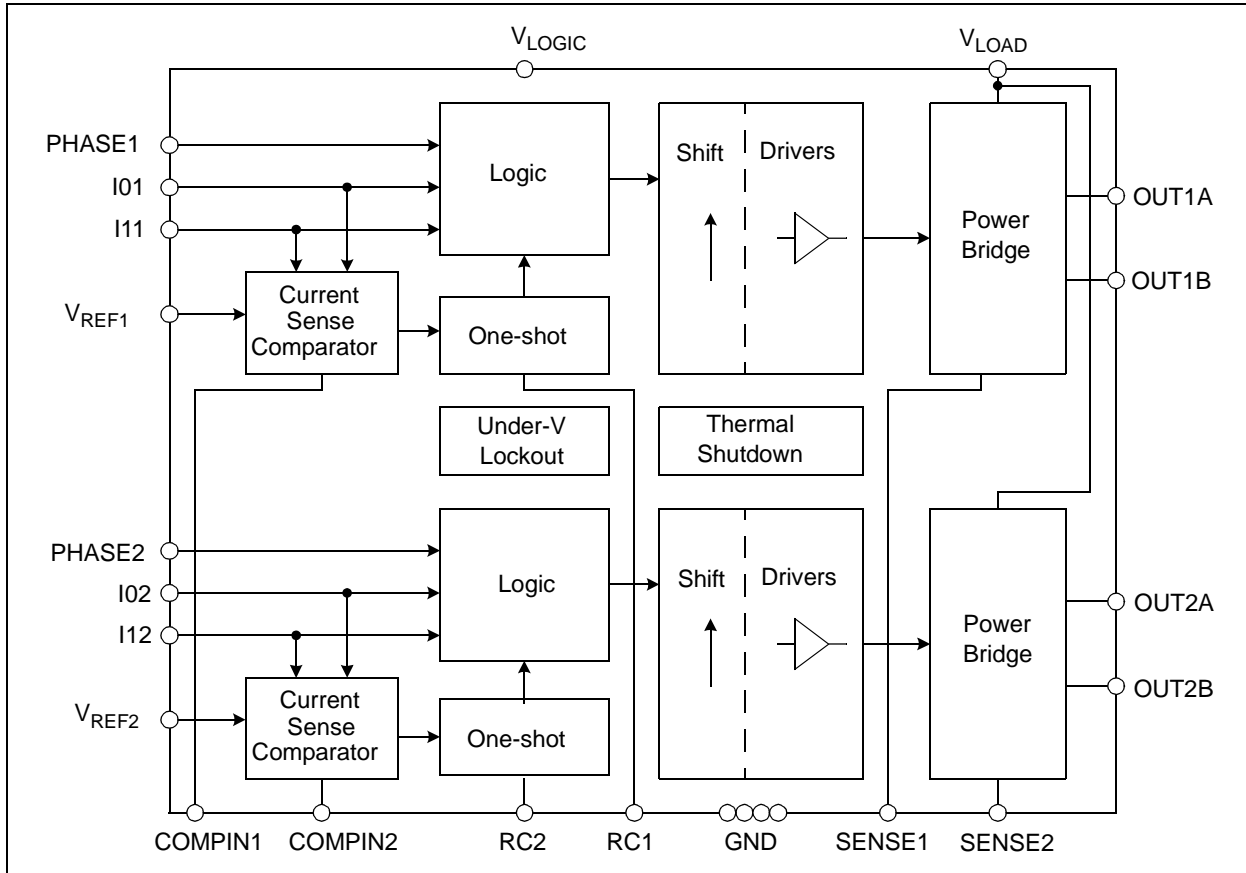 VLOGIC
VLOAD
PHASE1
I01
I11
VREF1
Logic
Current
Sense
Comparator
One-shot
Shift
Drivers
Power
Bridge
OUT1A
OUT1B
Under-V
Lockout
Thermal
Shutdown
PHASE2
I02
I12
VREF2
Logic
Current
Sense
Comparator
One-shot
Shift
Drivers
Power
Bridge
OUT2A
OUT2B
COMPIN1
COMPIN2
RC2
RC1
GND
SENSE1
SENSE2